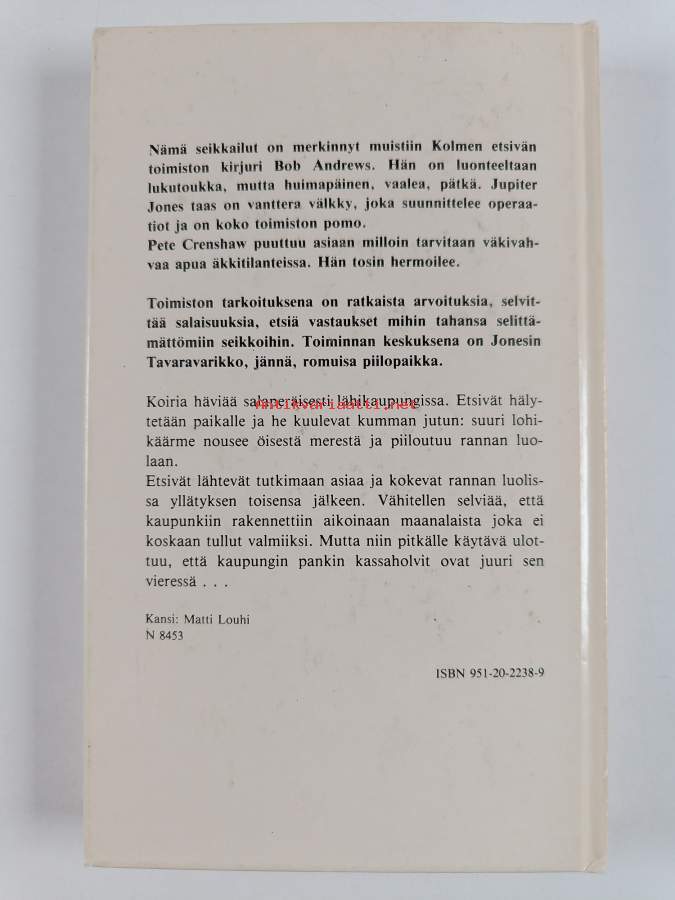 Nämä seikkailut on merkinnyt muistiin Kolmen etsivän
toimiston kirjuri Bob Andrews. Hän on luonteeltaan
lukutoukka, mutta huimapäinen, vaalea, pätkä. Jupiter
Jones taas on vanttera välkky, joka suunnittelee operaa-
tiot ja on koko toimiston pomo.
Pete Crenshaw puuttuu asiaan milloin tarvitaan väkivah-
vaa apua äkkitilanteissa. Hän tosin hermoilee.
Toimiston tarkoituksena on ratkaista arvoituksia, selvit-
tää salaisuuksia, etsiä vastaukset mihin tahansa selittä-
mättömiin seikkoihin. Toiminnan keskuksena on Jonesin
Tavaravarikko, jännä, romuisa piilopaikka.
Koiria häviää salaperäisesti lähikaupungissa. Etsivät häly-
antikvariaatti.net
tetään paikalle ja he kuulevat kumman jutun: suuri lohi-
käärme nousee öisestä merestä ja piiloutuu rannan luo-
laan.
Etsivät lähtevät tutkimaan asiaa ja kokevat rannan luolis-
sa yllätyksen toisensa jälkeen. Vähitellen selviää, että
kaupunkiin rakennettiin aikoinaan maanalaista joka ei
koskaan tullut valmiiksi. Mutta niin pitkälle käytävä ulot-
tuu, että kaupungin pankin kassaholvit ovat juuri sen
vieressä . . .
Kansi: Matti Louhi
N 8453
ISBN 951-20-2238-9